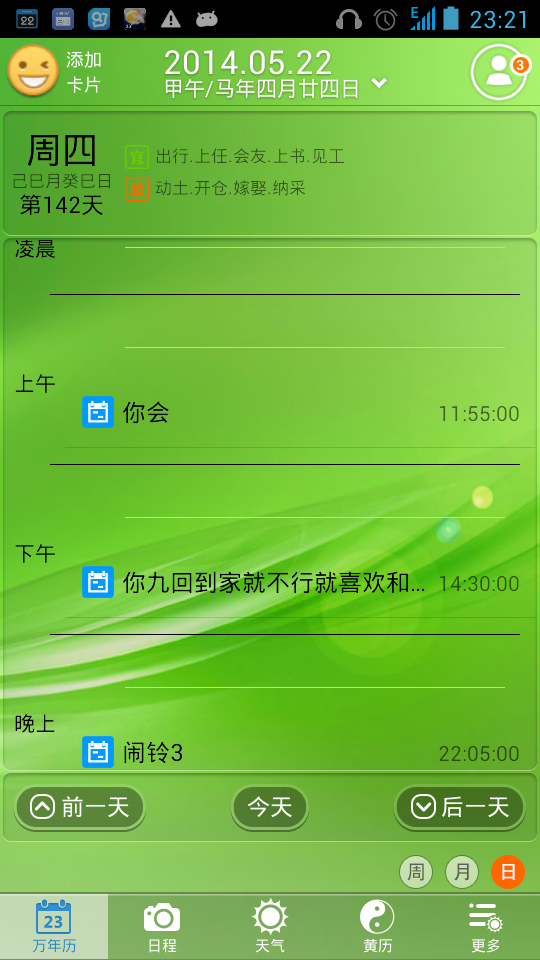 22
E
23:21
添加
卡片
2014.05.22
甲午/马年四月廿四日
3
周四
己巳月癸巳日
第142天
宜 出行.上任.会友.上书.见工
忌 动土.开仓.嫁娶.纳采
凌晨
上午
你会 11:55:00
下午
你九回到家就不行就喜欢和... 14:30:00
晚上
闹铃3 22:05:00
前一天 今天 后一天
周 月 日
23
万年历 日程 天气 黄历 更多